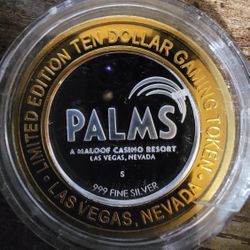 LIMITED EDITION TEN DOLLAR GAMING TOKEN
PALMS
A MALOOF CASINO RESORT
LAS VEGAS, NEVADA
S
.999 FINE SILVER
• LAS VEGAS, NEVADA •